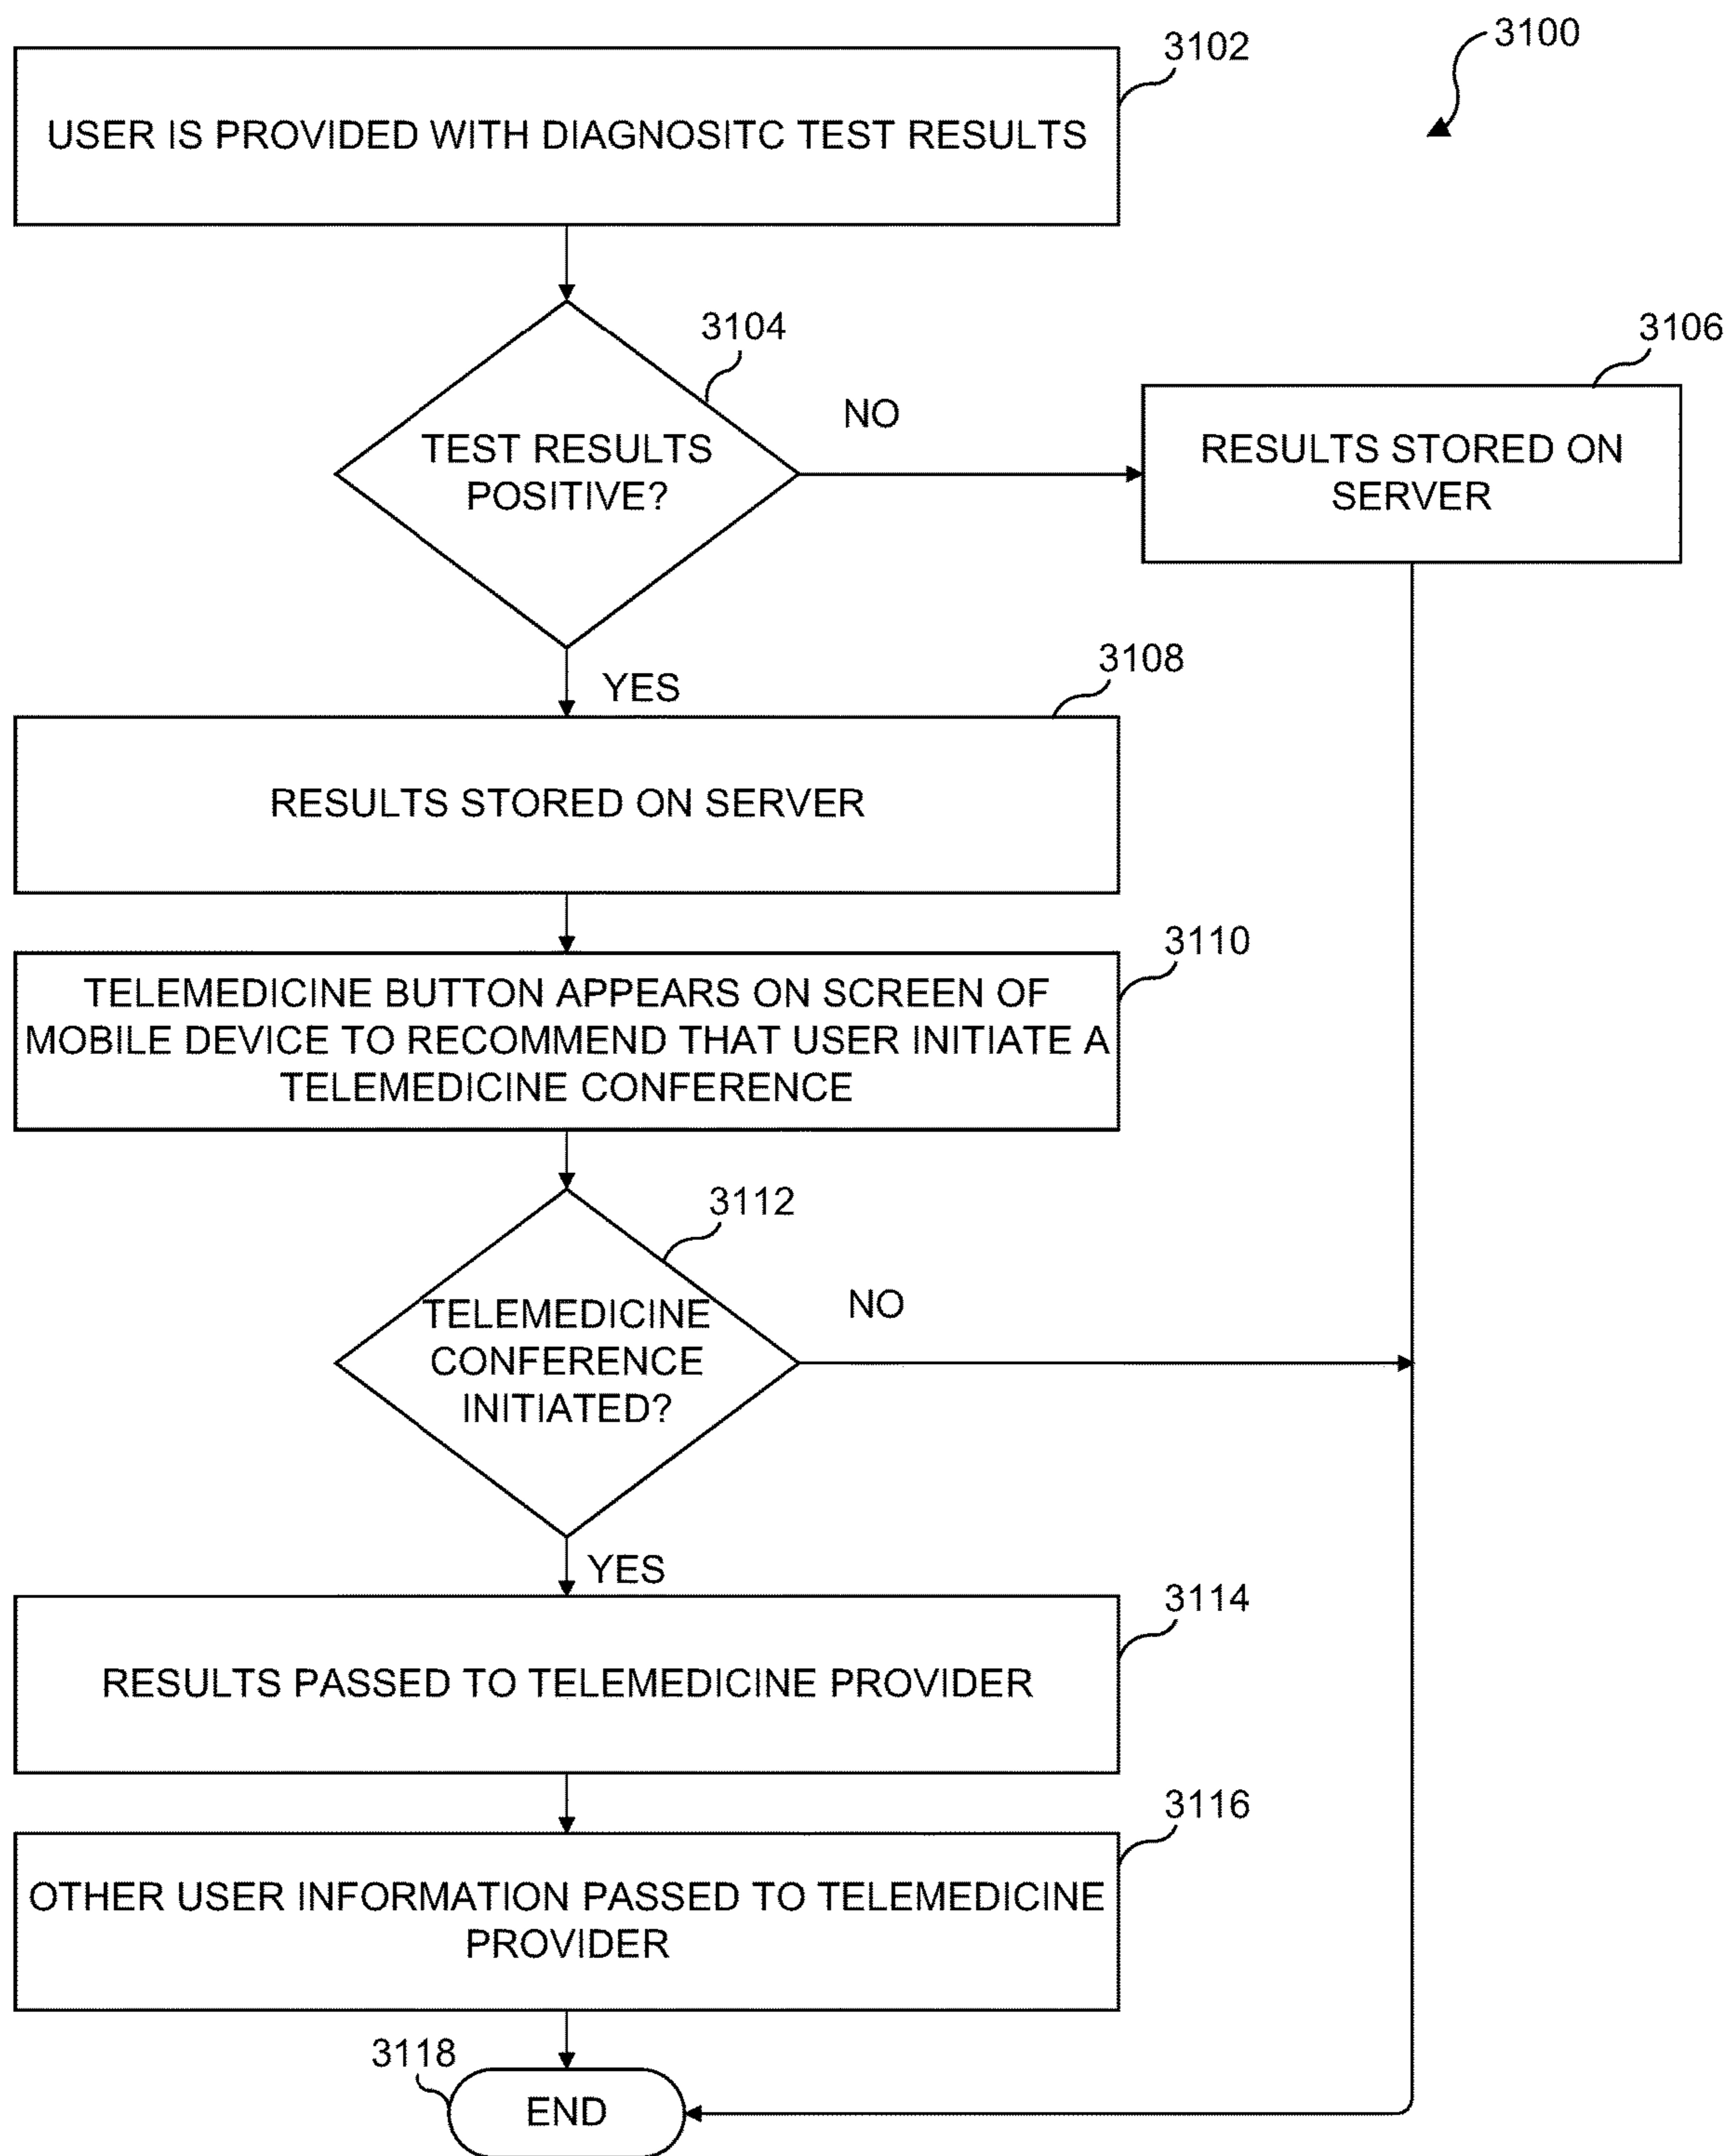 3100
3102
USER IS PROVIDED WITH DIAGNOSITC TEST RESULTS
3104
TEST RESULTS
POSITIVE?
NO
3106
RESULTS STORED ON
SERVER
YES
3108
RESULTS STORED ON SERVER
3110
TELEMEDICINE BUTTON APPEARS ON SCREEN OF
MOBILE DEVICE TO RECOMMEND THAT USER INITIATE A
TELEMEDICINE CONFERENCE
3112
TELEMEDICINE
CONFERENCE
INITIATED?
NO
YES
3114
RESULTS PASSED TO TELEMEDICINE PROVIDER
3116
OTHER USER INFORMATION PASSED TO TELEMEDICINE
PROVIDER
3118
END